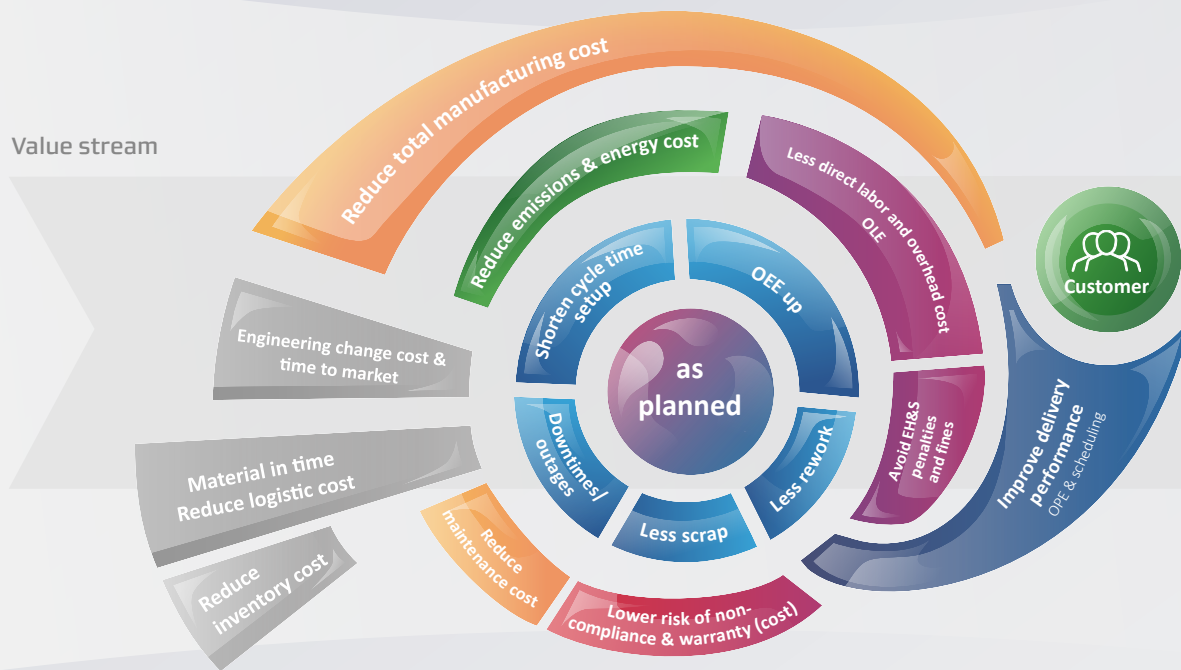 Value stream
Reduce total manufacturing cost
Reduce emissions & energy cost
Less direct labor and overhead cost
OLE
Customer
Shorten cycle time
setup
OEE up
Engineering change cost &
time to market
as
planned
Improve delivery
performance
OPE & scheduling
Avoid EH&S
penalties
and fines
Material in time
Reduce logistic cost
Downtimes/
outages
Less rework
Less scrap
Reduce
maintenance cost
Reduce
inventory cost
Lower risk of non-
compliance & warranty (cost)